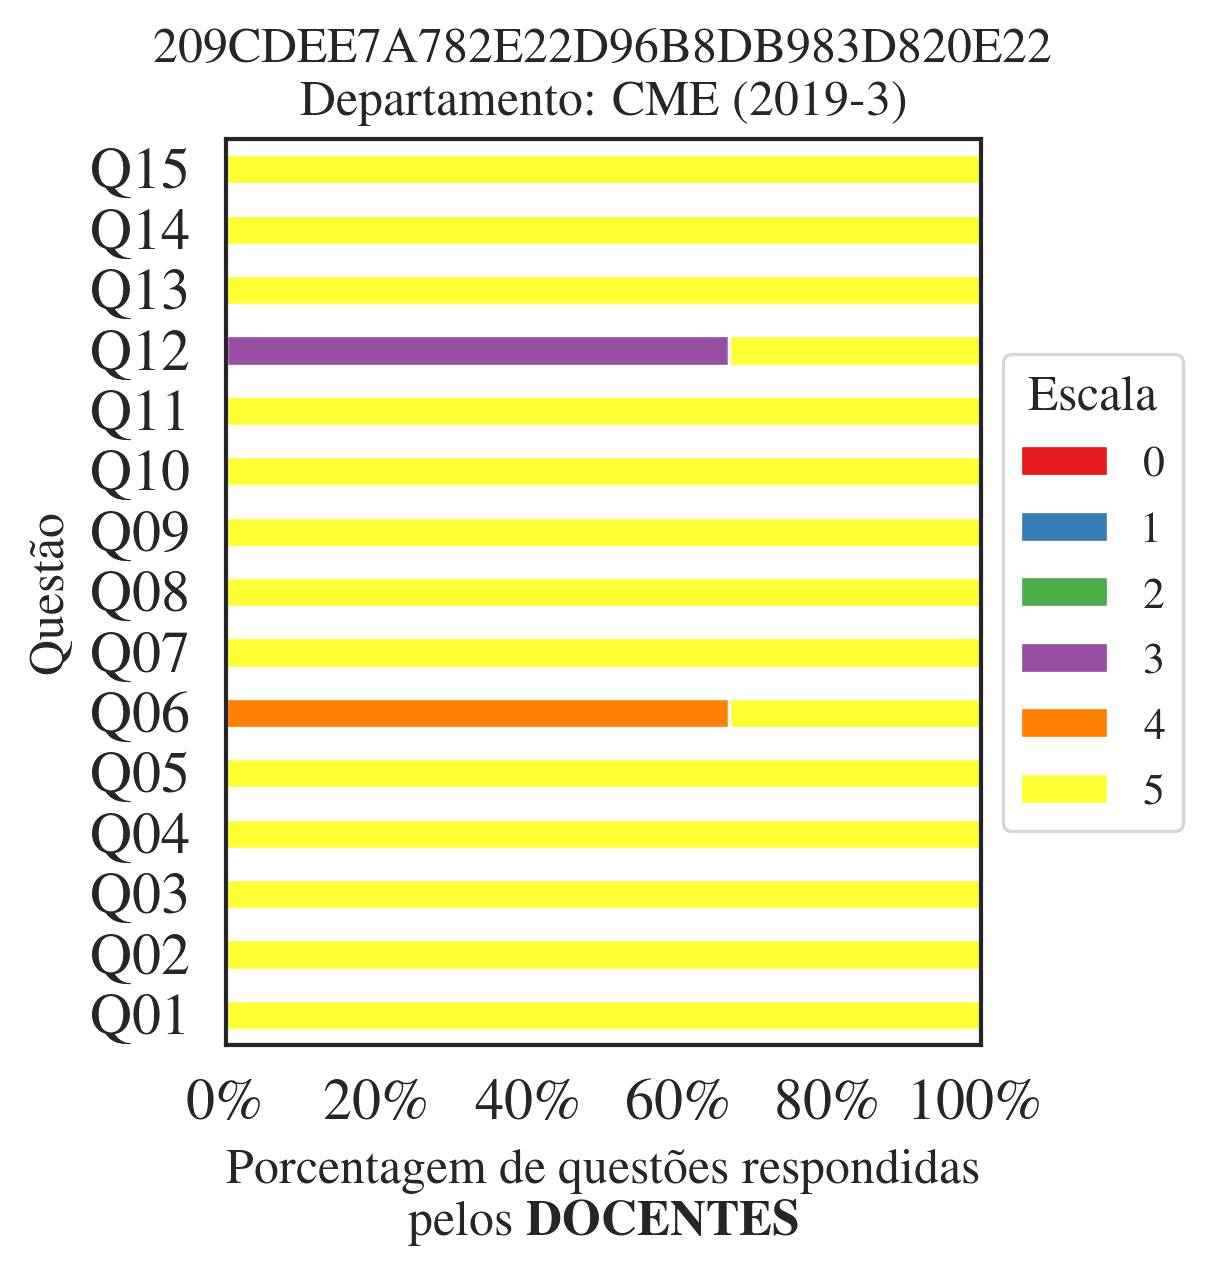 209CDEE7A782E22D96B8DB983D820E22
Departamento: CME (2019-3)
Q15
Q14
Q13
Q12
Q11
Q10
Q09
Q08
Q07
Q06
Q05
Q04
Q03
Q02
Q01
Questão
0% 20% 40% 60% 80% 100%
Porcentagem de questões respondidas
pelos DOCENTES
Escala
0
1
2
3
4
5